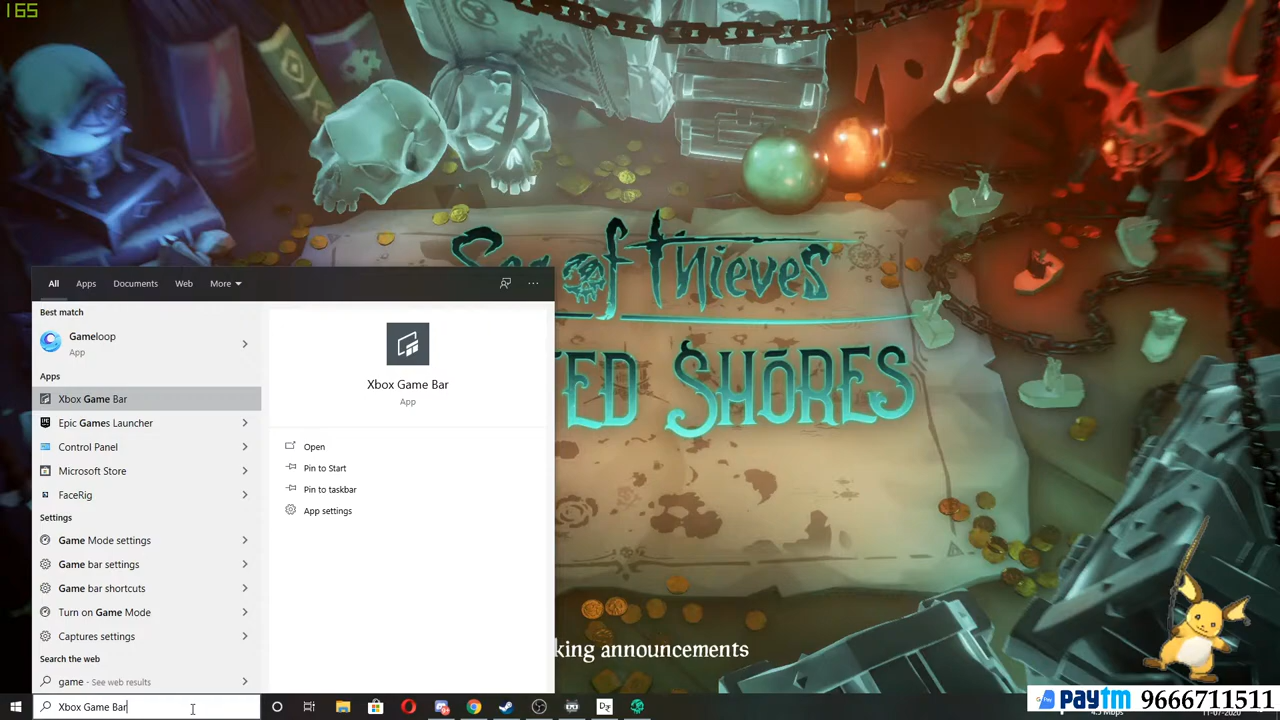 165
Sea of Thieves
TED SHORES
king announcements
All Apps Documents Web More
Best match
Gameloop
App
Apps
Xbox Game Bar
Epic Games Launcher
Control Panel
Microsoft Store
FaceRig
Settings
Game Mode settings
Game bar settings
Game bar shortcuts
Turn on Game Mode
Captures settings
Search the web
game - See web results
Xbox Game Bar
App
Open
Pin to Start
Pin to taskbar
App settings
Xbox Game Bar
paytm 9666711511